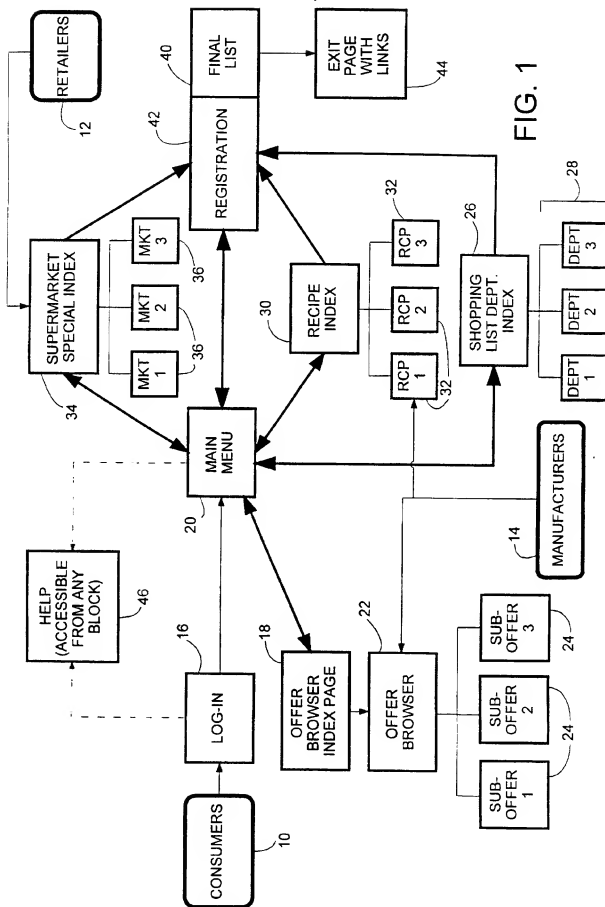 RETAILERS
12
SUPERMARKET
SPECIAL INDEX
34
MKT
1
MKT
2
MKT
3
36
36
HELP
(ACCESSIBLE
FROM ANY
BLOCK)
46
CONSUMERS
10
LOG-IN
16
MAIN
MENU
20
REGISTRATION
42
FINAL
LIST
40
EXIT
PAGE
WITH
LINKS
44
OFFER
BROWSER
INDEX PAGE
18
OFFER
BROWSER
22
SUB-
OFFER
1
SUB-
OFFER
2
SUB-
OFFER
3
24
24
RECIPE
INDEX
30
RCP
1
RCP
2
RCP
3
32
32
32
SHOPPING
LIST DEPT.
INDEX
26
DEPT
1
DEPT
2
DEPT
3
28
MANUFACTURERS
14
FIG. 1